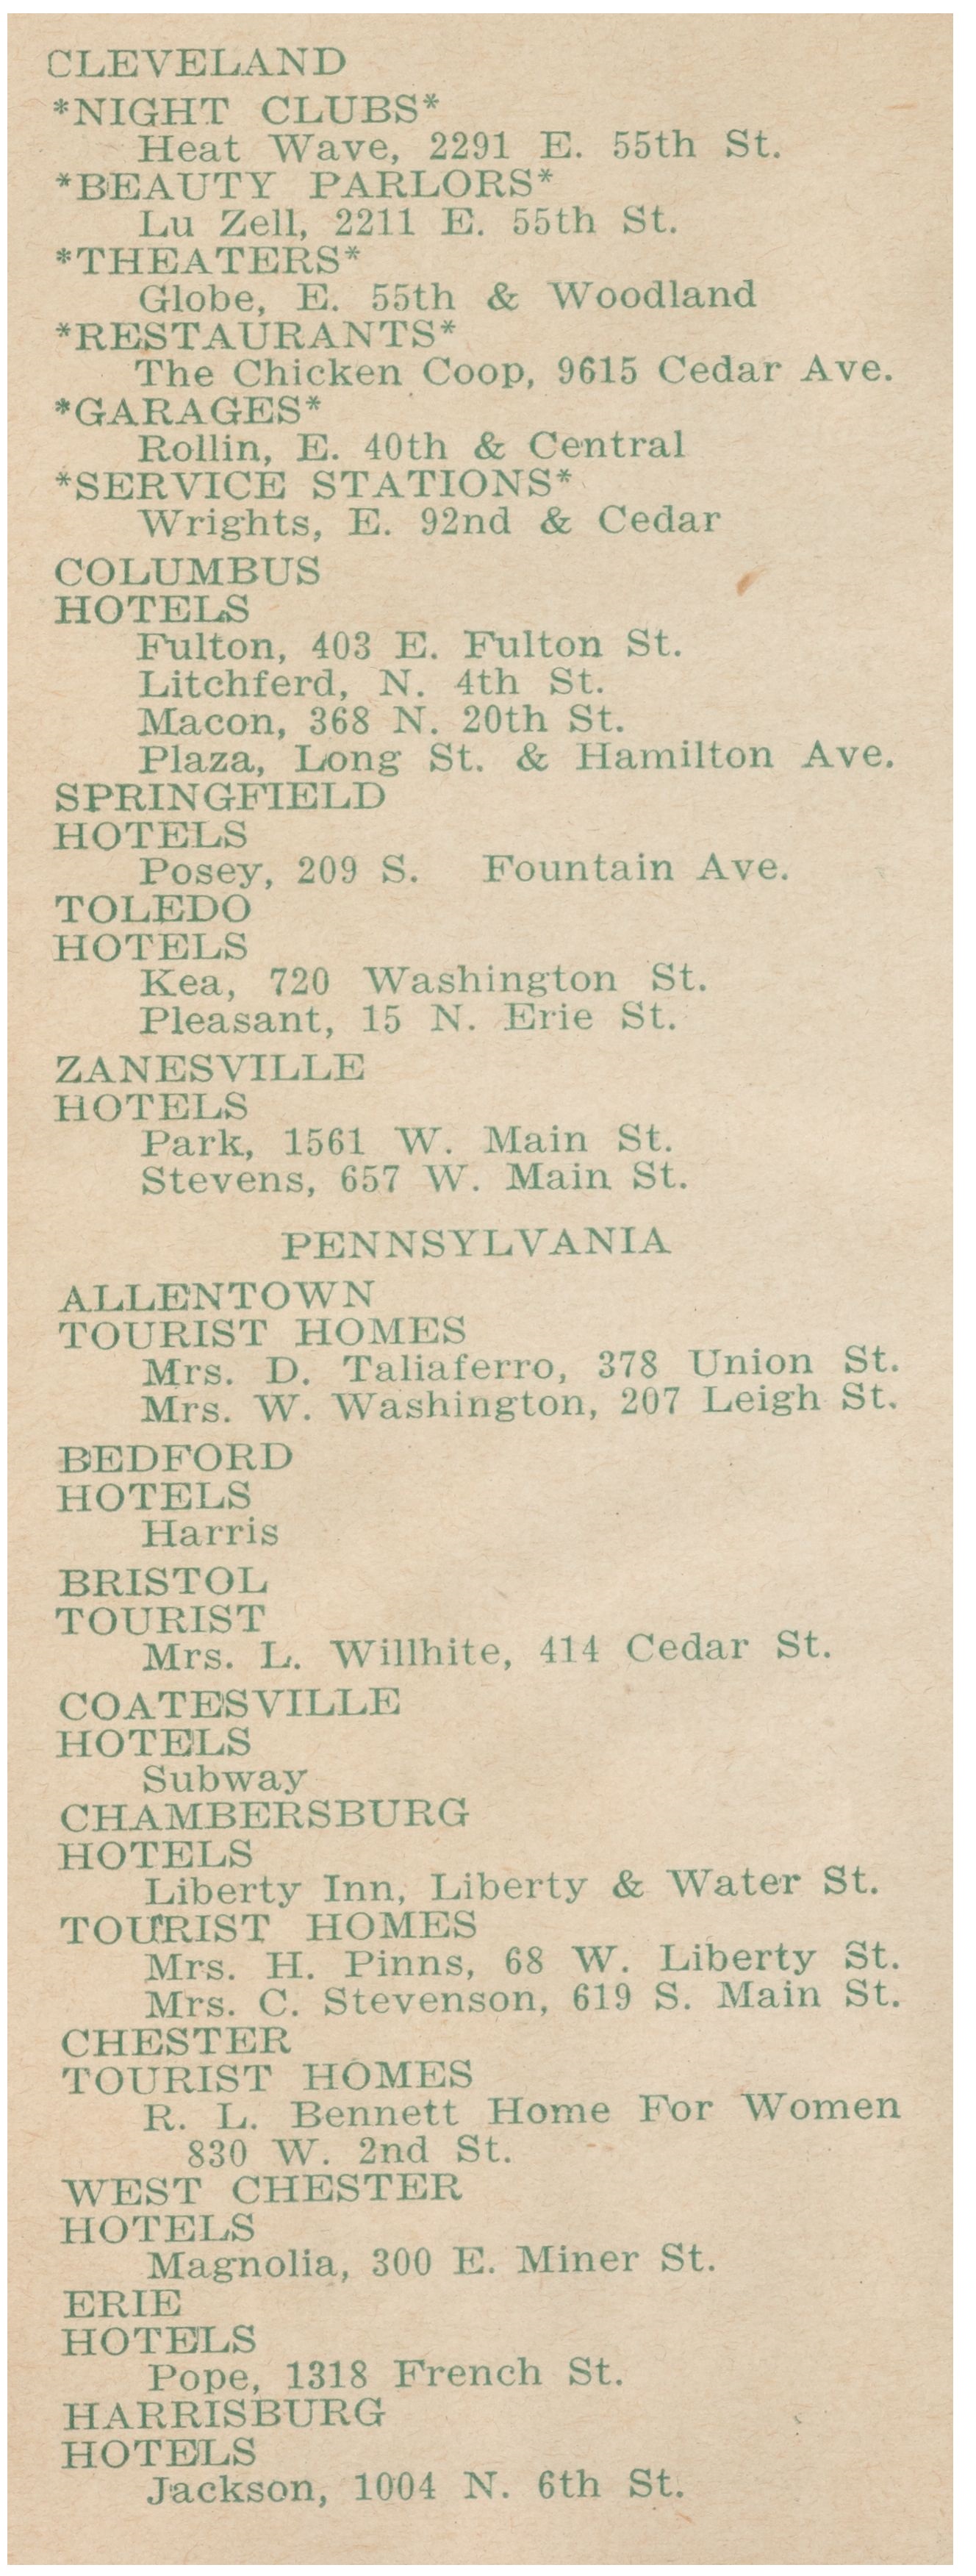 CLEVELAND
*NIGHT CLUBS*
Heat Wave, 2291 E. 55th St.
*BEAUTY PARLORS*
Lu Zell, 2211 E. 55th St.
*THEATERS*
Globe, E. 55th & Woodland
*RESTAURANTS*
The Chicken Coop, 9615 Cedar Ave.
*GARAGES*
Rollin, E. 40th & Central
*SERVICE STATIONS*
Wrights, E. 92nd & Cedar
COLUMBUS
HOTELS
Fulton, 403 E. Fulton St.
Litchferd, N. 4th St.
Macon, 368 N. 20th St.
Plaza, Long St. & Hamilton Ave.
SPRINGFIELD
HOTELS
Posey, 209 S. Fountain Ave.
TOLEDO
HOTELS
Kea, 720 Washington St.
Pleasant, 15 N. Erie St.
ZANESVILLE
HOTELS
Park, 1561 W. Main St.
Stevens, 657 W. Main St.
PENNSYLVANIA
ALLENTOWN
TOURIST HOMES
Mrs. D. Taliaferro, 378 Union St.
Mrs. W. Washington, 207 Leigh St.
BEDFORD
HOTELS
Harris
BRISTOL
TOURIST
Mrs. L. Willhite, 414 Cedar St.
COATESVILLE
HOTELS
Subway
CHAMBERSBURG
HOTELS
Liberty Inn, Liberty & Water St.
TOURIST HOMES
Mrs. H. Pinns, 68 W. Liberty St.
Mrs. C. Stevenson, 619 S. Main St.
CHESTER
TOURIST HOMES
R. L. Bennett Home For Women
830 W. 2nd St.
WEST CHESTER
HOTELS
Magnolia, 300 E. Miner St.
ERIE
HOTELS
Pope, 1318 French St.
HARRISBURG
HOTELS
Jackson, 1004 N. 6th St.